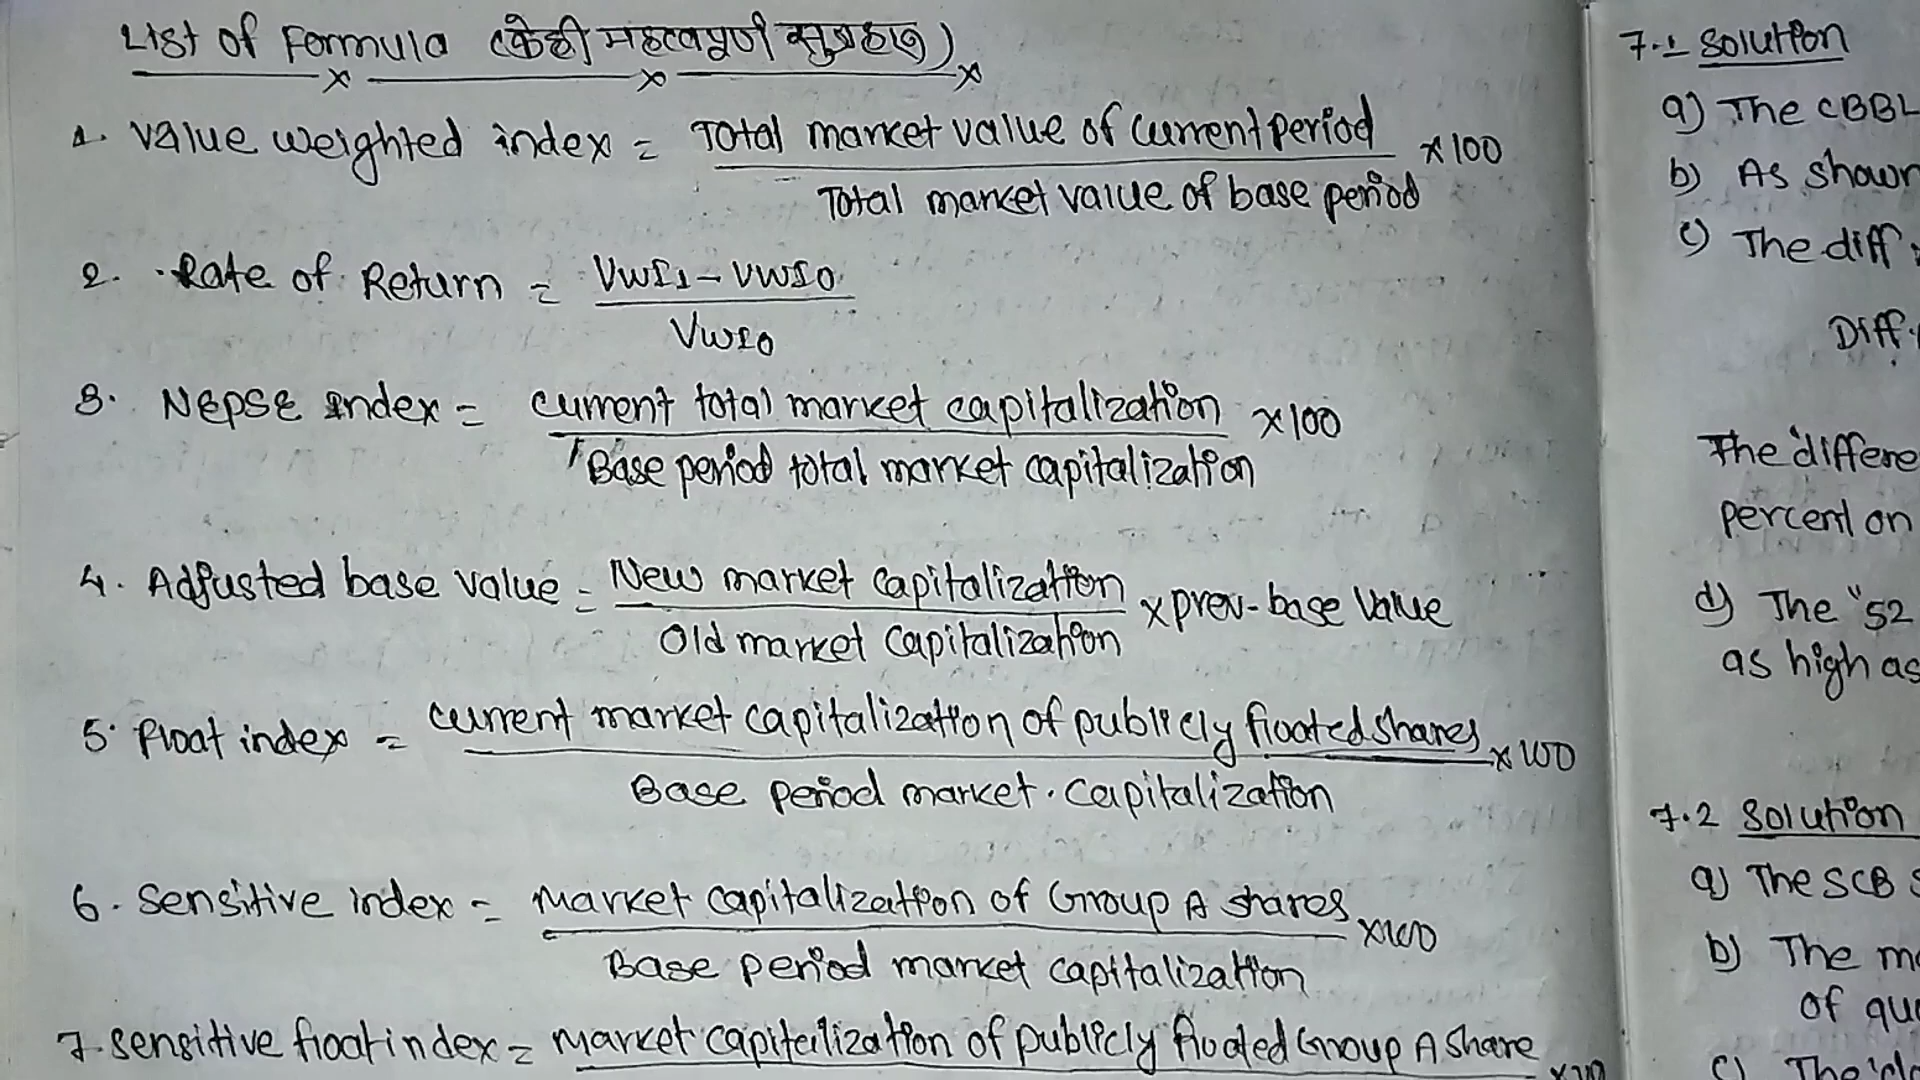 List of Formula (केही महत्वपूर्ण सुत्रहरु)
1. Value weighted index = Total market value of current period × 100
Total market value of base period
2. Rate of Return = VWI1 - VWI0
VWI0
3. Nepse Index = current total market capitalization × 100
Base period total market capitalization
4. Adjusted base value = New market capitalization × prev-base value
Old market capitalization
5. Float index = current market capitalization of publicly floated shares × 100
Base period market. capitalization
6. Sensitive index = Market capitalization of Group A shares × 100
Base period market capitalization
7. Sensitive float index = Market capitalization of publicly floated Group A share
7.1 Solution
a) The CBBL
b) As shown
c) The diff
Diff.
The differe
percent on
d) The "52
as high as
7.2 Solution
a) The SCB S
b) The mo
of quo
c) The clo